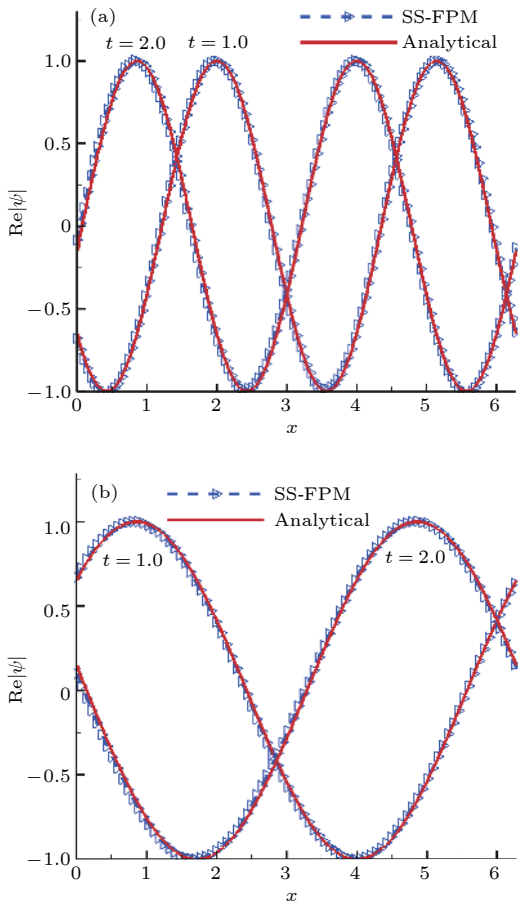 (a)
SS-FPM
Analytical
t = 2.0
t = 1.0
1.0
0.5
0
−0.5
−1.0
Re|ψ|
0 1 2 3 4 5 6
x
(b)
SS-FPM
Analytical
t = 1.0
t = 2.0
1.0
0.5
0
−0.5
−1.0
Re|ψ|
0 1 2 3 4 5 6
x